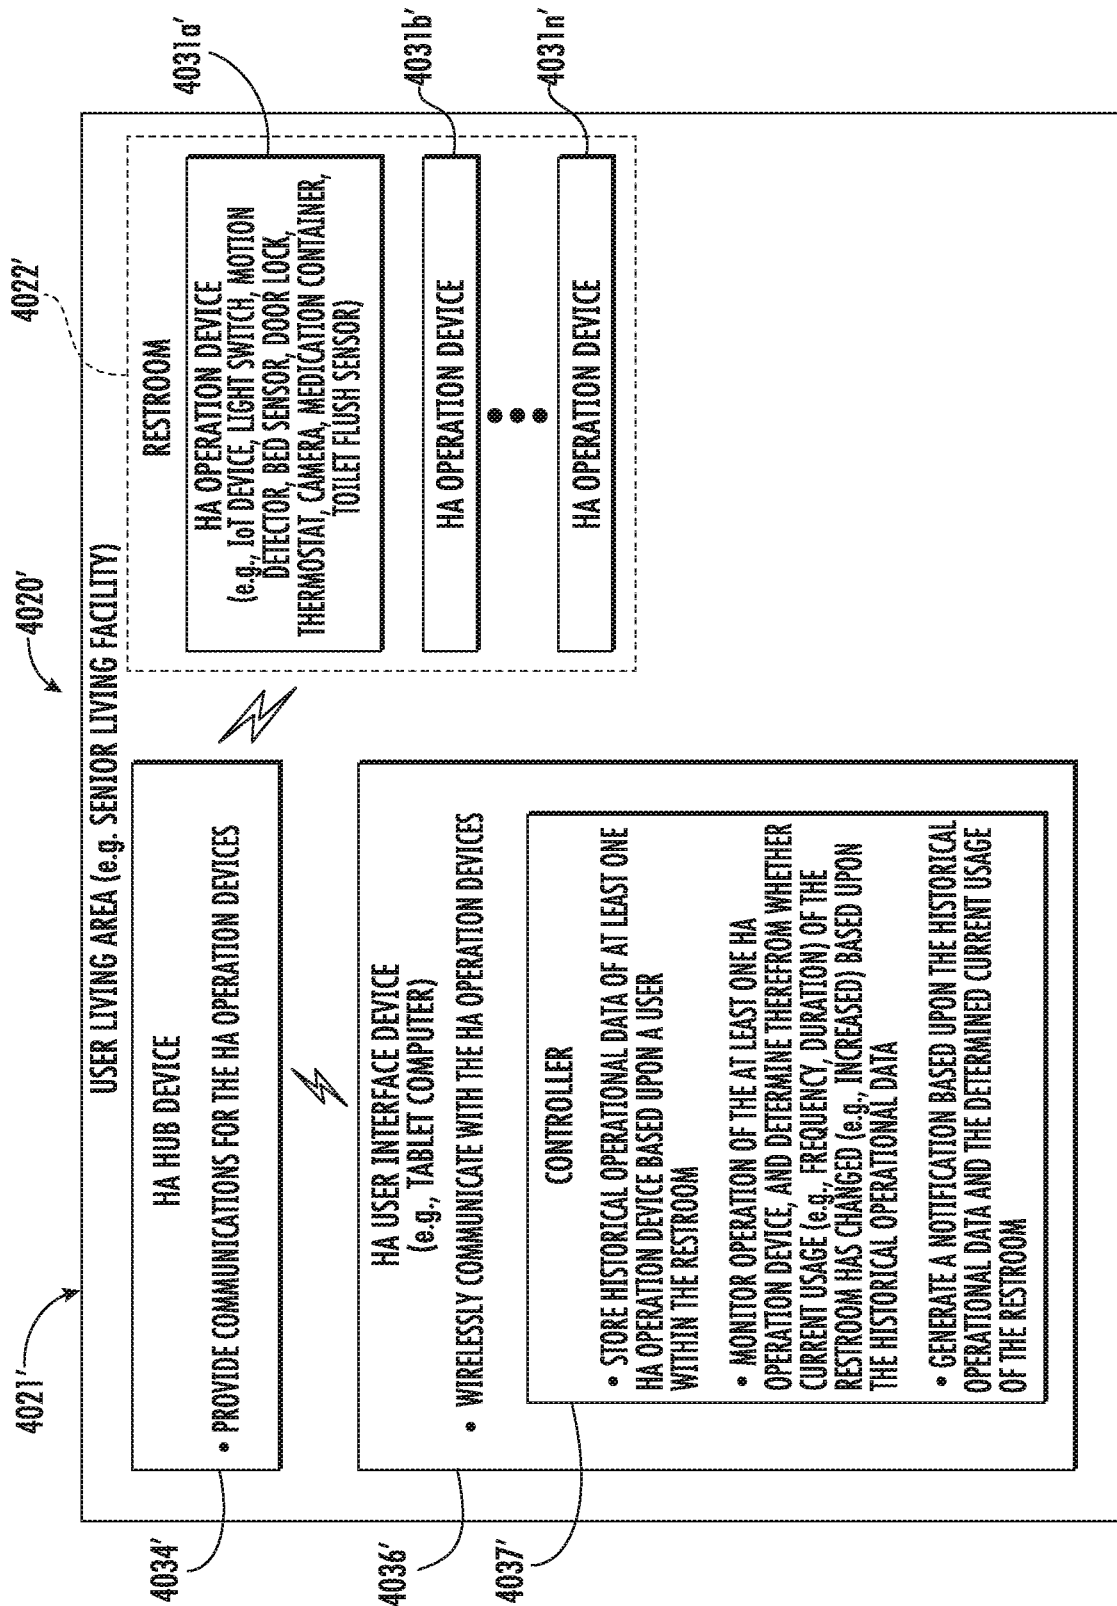 4020'
4021'
USER LIVING AREA (e.g. SENIOR LIVING FACILITY)
4034'
HA HUB DEVICE
• PROVIDE COMMUNICATIONS FOR THE HA OPERATION DEVICES
4036'
HA USER INTERFACE DEVICE
(e.g., TABLET COMPUTER)
• WIRELESSLY COMMUNICATE WITH THE HA OPERATION DEVICES
4037'
CONTROLLER
• STORE HISTORICAL OPERATIONAL DATA OF AT LEAST ONE
HA OPERATION DEVICE BASED UPON A USER
WITHIN THE RESTROOM
• MONITOR OPERATION OF THE AT LEAST ONE HA
OPERATION DEVICE, AND DETERMINE THEREFROM WHETHER
CURRENT USAGE (e.g., FREQUENCY, DURATION) OF THE
RESTROOM HAS CHANGED (e.g., INCREASED) BASED UPON
THE HISTORICAL OPERATIONAL DATA
• GENERATE A NOTIFICATION BASED UPON THE HISTORICAL
OPERATIONAL DATA AND THE DETERMINED CURRENT USAGE
OF THE RESTROOM
4022'
RESTROOM
HA OPERATION DEVICE
(e.g., IoT DEVICE, LIGHT SWITCH, MOTION
DETECTOR, BED SENSOR, DOOR LOCK,
THERMOSTAT, CAMERA, MEDICATION CONTAINER,
TOILET FLUSH SENSOR)
4031a'
HA OPERATION DEVICE
4031b'
HA OPERATION DEVICE
4031n'